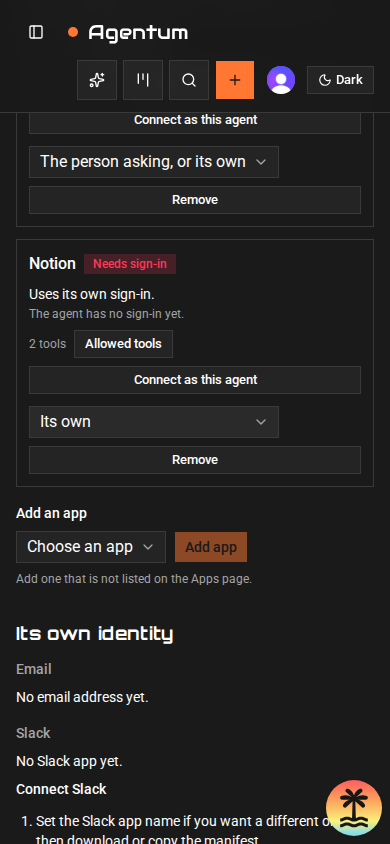 Agentum
Dark
Connect as this agent
The person asking, or its own
Remove
Notion Needs sign-in
Uses its own sign-in.
The agent has no sign-in yet.
2 tools Allowed tools
Connect as this agent
Its own
Remove
Add an app
Choose an app Add app
Add one that is not listed on the Apps page.
Its own identity
Email
No email address yet.
Slack
No Slack app yet.
Connect Slack
1. Set the Slack app name if you want a different
then download or copy the manifest